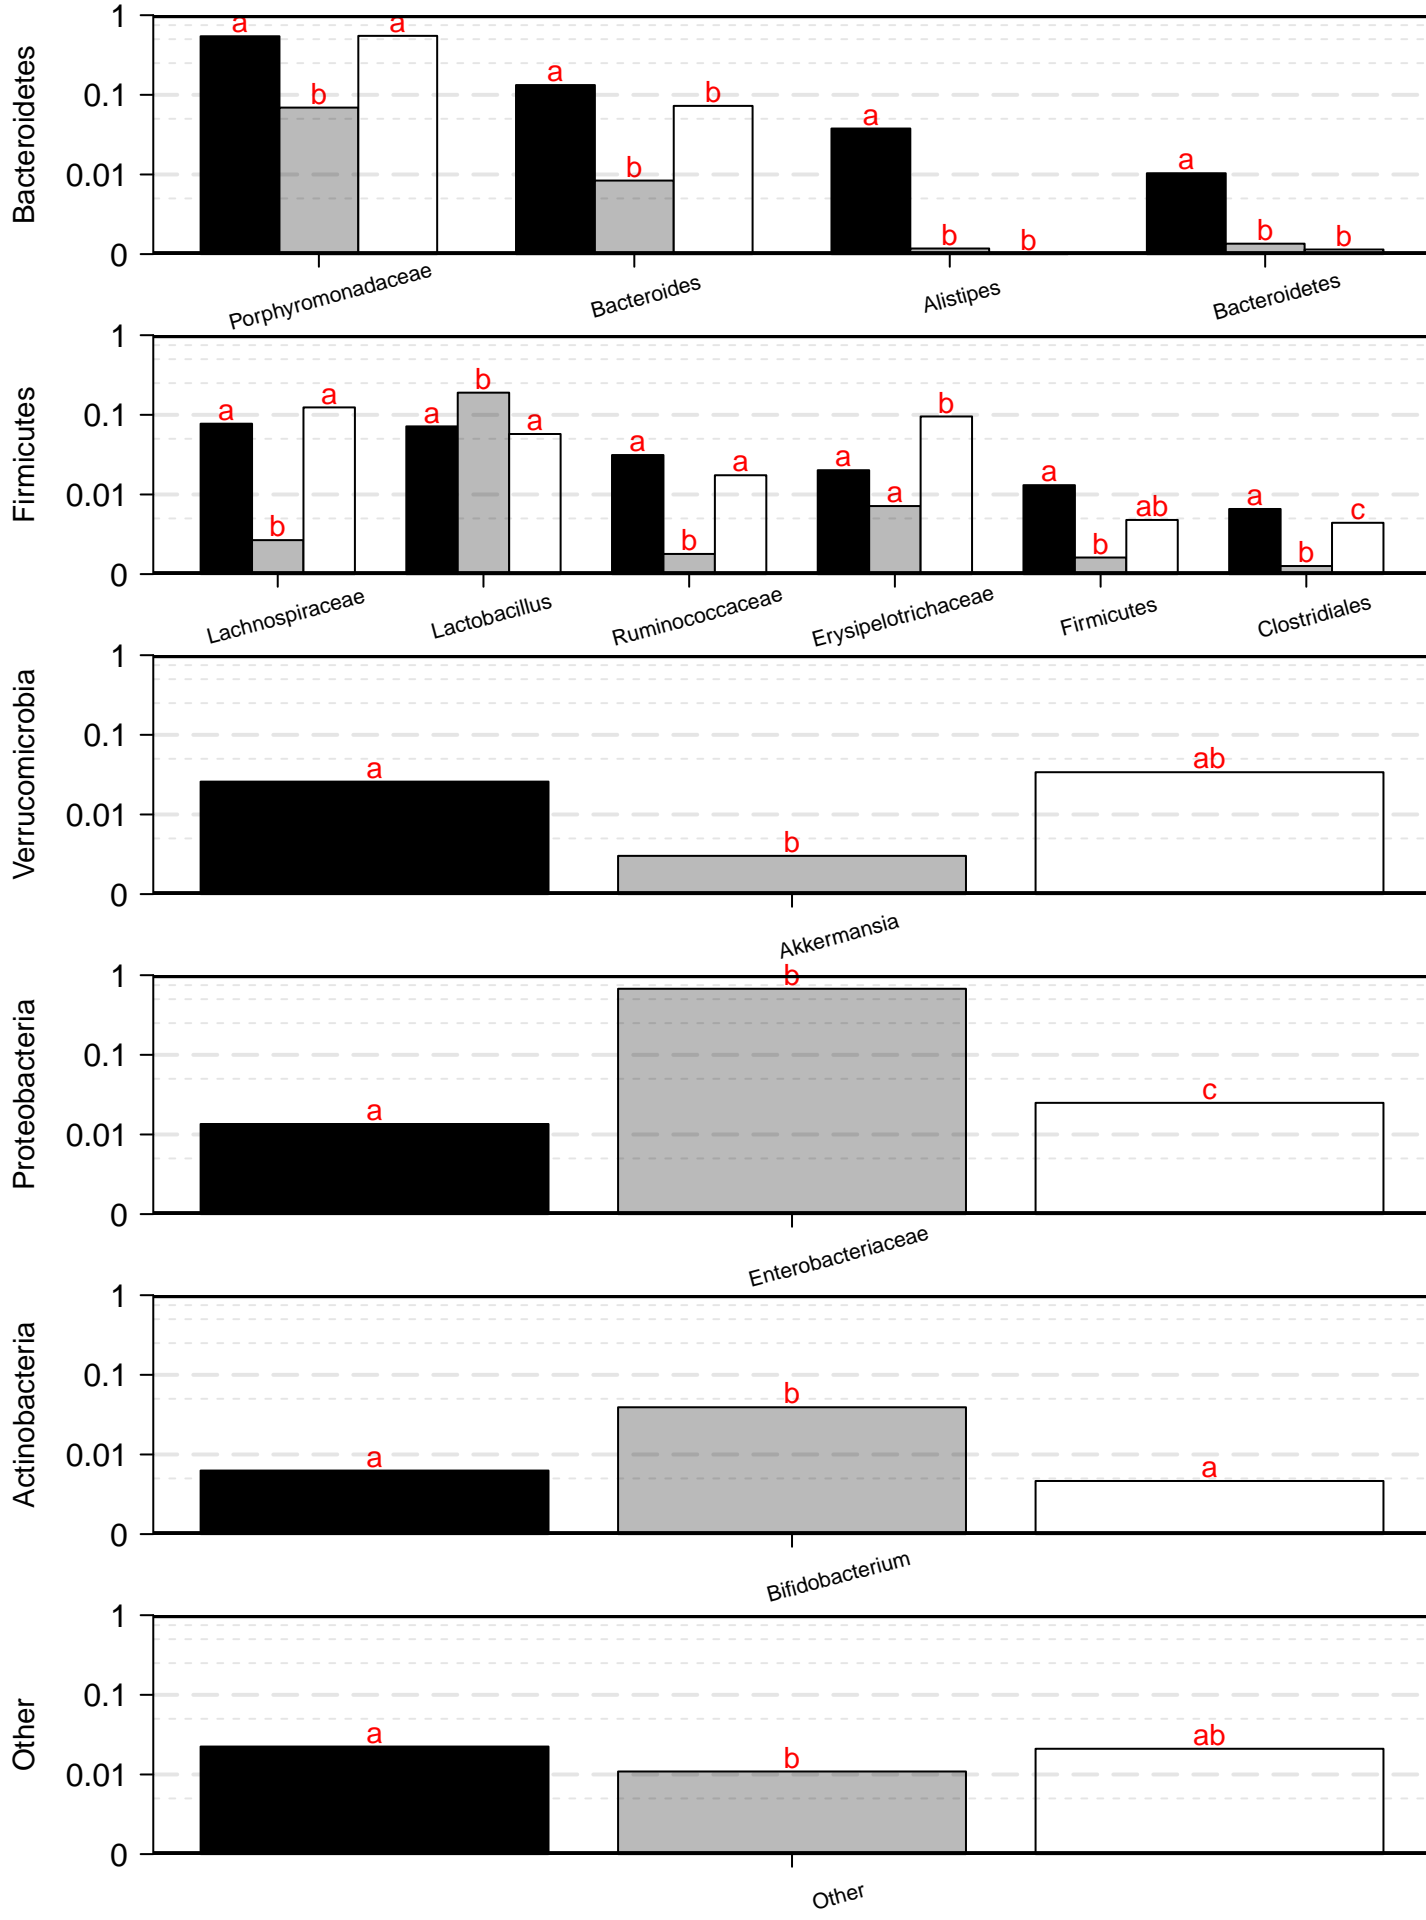 Bacteroidetes
1
0.1
0.01
0
a b a
a b b
a b b
a b b
Porphyromonadaceae Bacteroides Alistipes Bacteroidetes
Firmicutes
1
0.1
0.01
0
a b a
a b a
a b a
a a b
a b ab
a b c
Lachnospiraceae Lactobacillus Ruminococcaceae Erysipelotrichaceae Firmicutes Clostridiales
Verrucomicrobia
1
0.1
0.01
0
a b ab
Akkermansia
Proteobacteria
1
0.1
0.01
0
a b c
Enterobacteriaceae
Actinobacteria
1
0.1
0.01
0
a b a
Bifidobacterium
Other
1
0.1
0.01
0
a b ab
Other